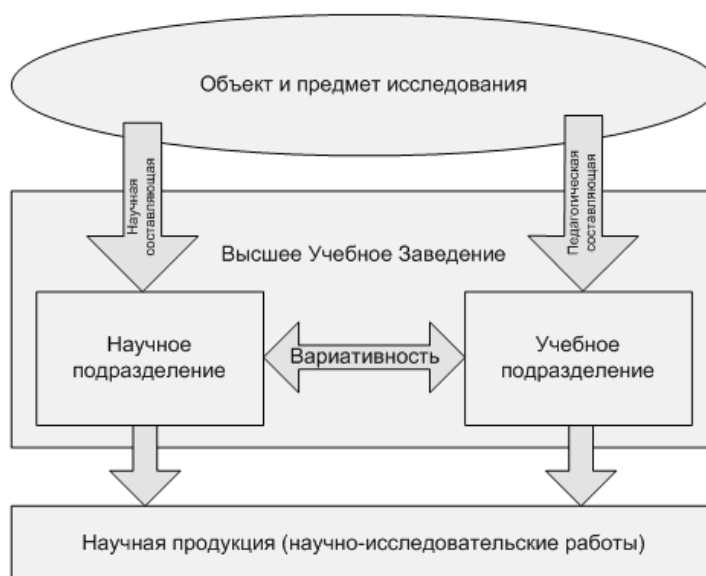 Объект и предмет исследования
Научная
составляющая
Педагогическая
составляющая
Высшее Учебное Заведение
Научное
подразделение
Вариативность
Учебное
подразделение
Научная продукция (научно-исследовательские работы)